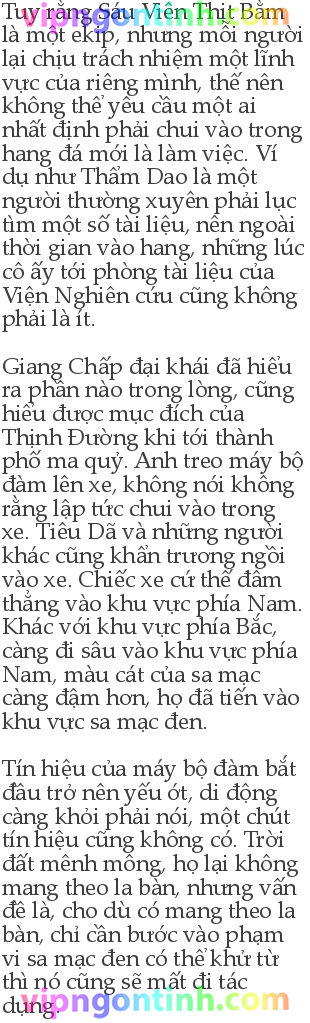 vipngontinh.com
Tuy rằng Sáu Viên Thịt Bằm
là một ekip, nhưng mỗi người
lại chịu trách nhiệm một lĩnh
vực của riêng mình, thế nên
không thể yêu cầu một ai
nhất định phải chui vào trong
hang đá mới là làm việc. Ví
dụ như Thẩm Dao là một
người thường xuyên phải lục
tìm một số tài liệu, nên ngoài
thời gian vào hang, những lúc
cô ấy tới phòng tài liệu của
Viện Nghiên cứu cũng không
phải là ít.
Giang Chấp đại khái đã hiểu
ra phần nào trong lòng, cũng
hiểu được mục đích của
Thịnh Đường khi tới thành
phố ma quỷ. Anh treo máy bộ
đàm lên xe, không nói không
rằng lập tức chui vào trong
xe. Tiêu Dã và những người
khác cũng khẩn trương ngồi
vào xe. Chiếc xe cứ thế đâm
thẳng vào khu vực phía Nam.
Khác với khu vực phía Bắc,
càng đi sâu vào khu vực phía
Nam, màu cát của sa mạc
càng đậm hơn, họ đã tiến vào
khu vực sa mạc đen.
Tín hiệu của máy bộ đàm bắt
đầu trở nên yếu ớt, di động
càng khỏi phải nói, một chút
tín hiệu cũng không có. Trời
đất mênh mông, họ lại không
mang theo la bàn, nhưng vấn
đề là, cho dù có mang theo la
bàn, chỉ cần bước vào phạm
vi sa mạc đen có thể khử từ
thì nó cũng sẽ mất đi tác
dụng.
vipngontinh.com